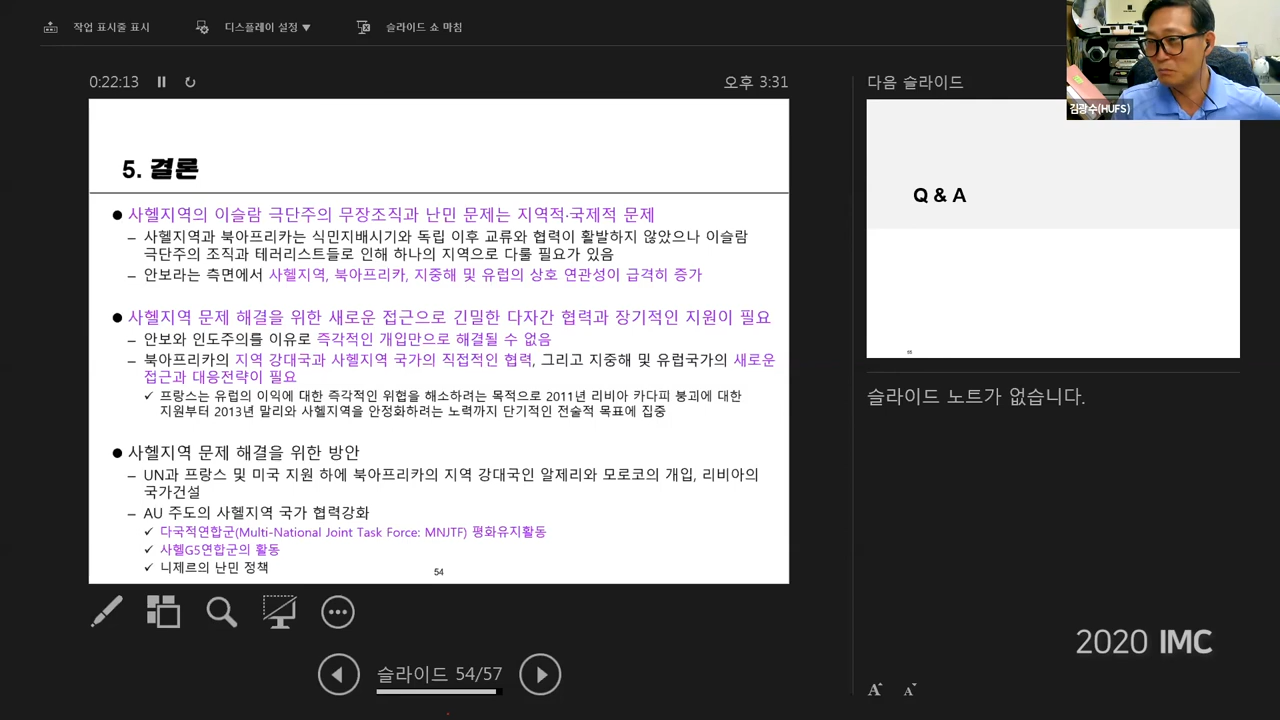 작업 표시줄 표시
디스플레이 설정 ▼
슬라이드 쇼 마침
김광수(HUFS)
0:22:13
오후 3:31
다음 슬라이드
5. 결론
● 사헬지역의 이슬람 극단주의 무장조직과 난민 문제는 지역적·국제적 문제
– 사헬지역과 북아프리카는 식민지배시기와 독립 이후 교류와 협력이 활발하지 않았으나 이슬람
극단주의 조직과 테러리스트들로 인해 하나의 지역으로 다룰 필요가 있음
– 안보라는 측면에서 사헬지역, 북아프리카, 지중해 및 유럽의 상호 연관성이 급격히 증가
● 사헬지역 문제 해결을 위한 새로운 접근으로 긴밀한 다자간 협력과 장기적인 지원이 필요
– 안보와 인도주의를 이유로 즉각적인 개입만으로 해결될 수 없음
– 북아프리카의 지역 강대국과 사헬지역 국가의 직접적인 협력, 그리고 지중해 및 유럽국가의 새로운
접근과 대응전략이 필요
✓ 프랑스는 유럽의 이익에 대한 즉각적인 위협을 해소하려는 목적으로 2011년 리비아 카다피 붕괴에 대한
지원부터 2013년 말리와 사헬지역을 안정화하려는 노력까지 단기적인 전술적 목표에 집중
● 사헬지역 문제 해결을 위한 방안
– UN과 프랑스 및 미국 지원 하에 북아프리카의 지역 강대국인 알제리와 모로코의 개입, 리비아의
국가건설
– AU 주도의 사헬지역 국가 협력강화
✓ 다국적연합군(Multi-National Joint Task Force: MNJTF) 평화유지활동
✓ 사헬G5연합군의 활동
✓ 니제르의 난민 정책
54
Q & A
55
슬라이드 노트가 없습니다.
슬라이드 54/57
2020 IMC
A A